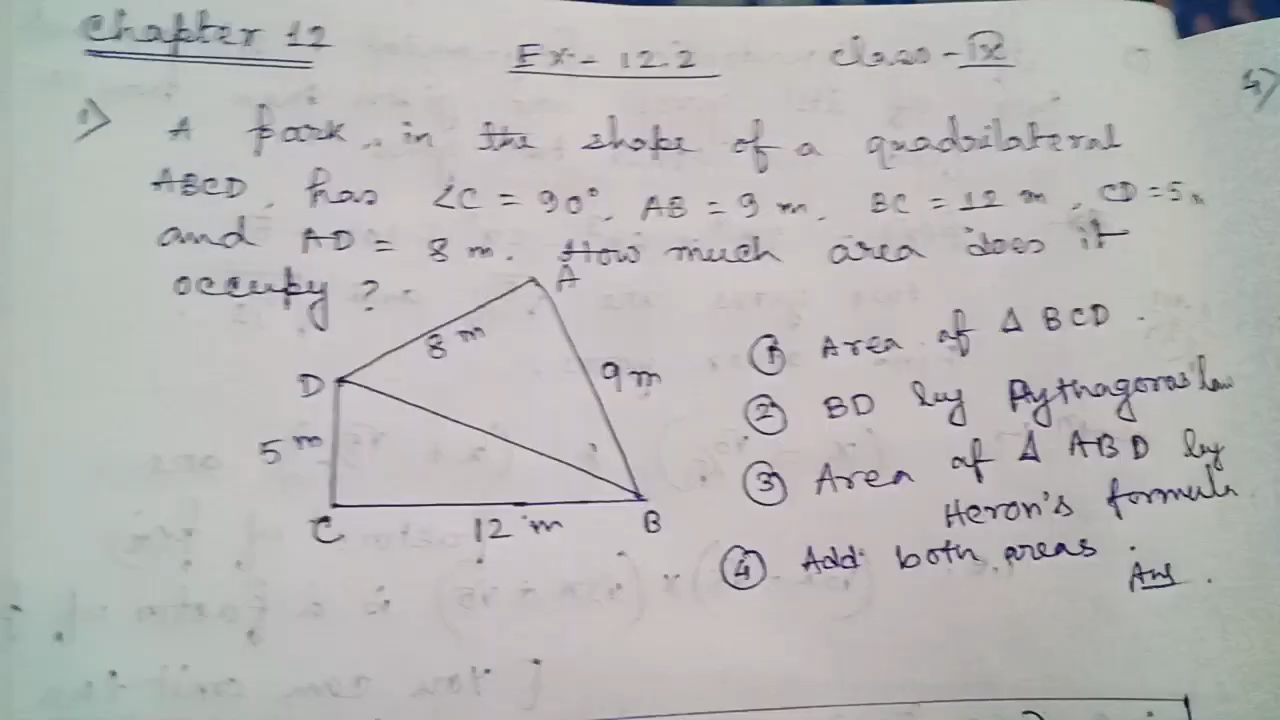 Chapter 12
Ex - 12.2
Class - IX
1)
4)
A park, in the shape of a quadrilateral
ABCD, has ∠C = 90°, AB = 9 m, BC = 12 m, CD = 5 m
and AD = 8 m. How much area does it
occupy?
A
8 m
D
9 m
5 m
C
12 m
B
① Area of Δ BCD.
② BD by Pythagoras law
③ Area of Δ ABD by
Heron's formula
④ Add both areas.
Ans.